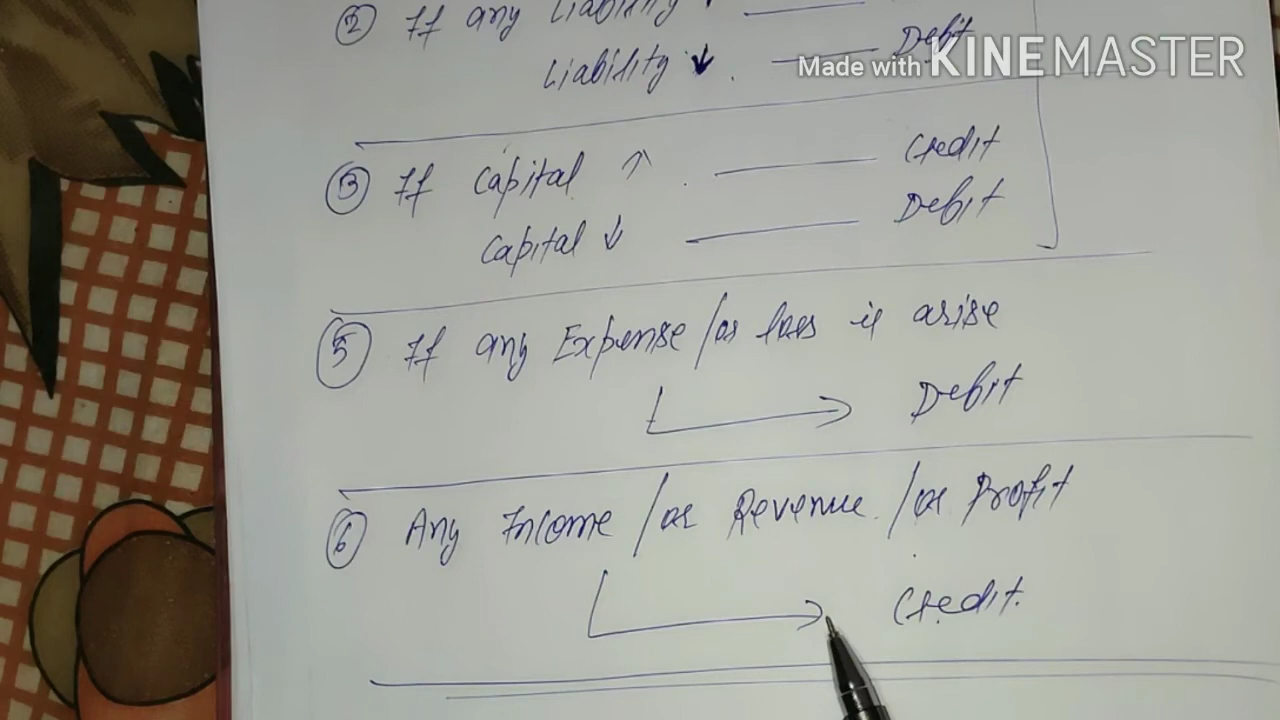 ② If any Liability
Liability ↓ . —— Debit
Made with KINEMASTER
③ If Capital ↑ . —— Credit
Capital ↓ —— Debit
⑤ If any Expense / or loss is arise
Debit
⑥ Any Income / or Revenue. / or Profit
Credit.